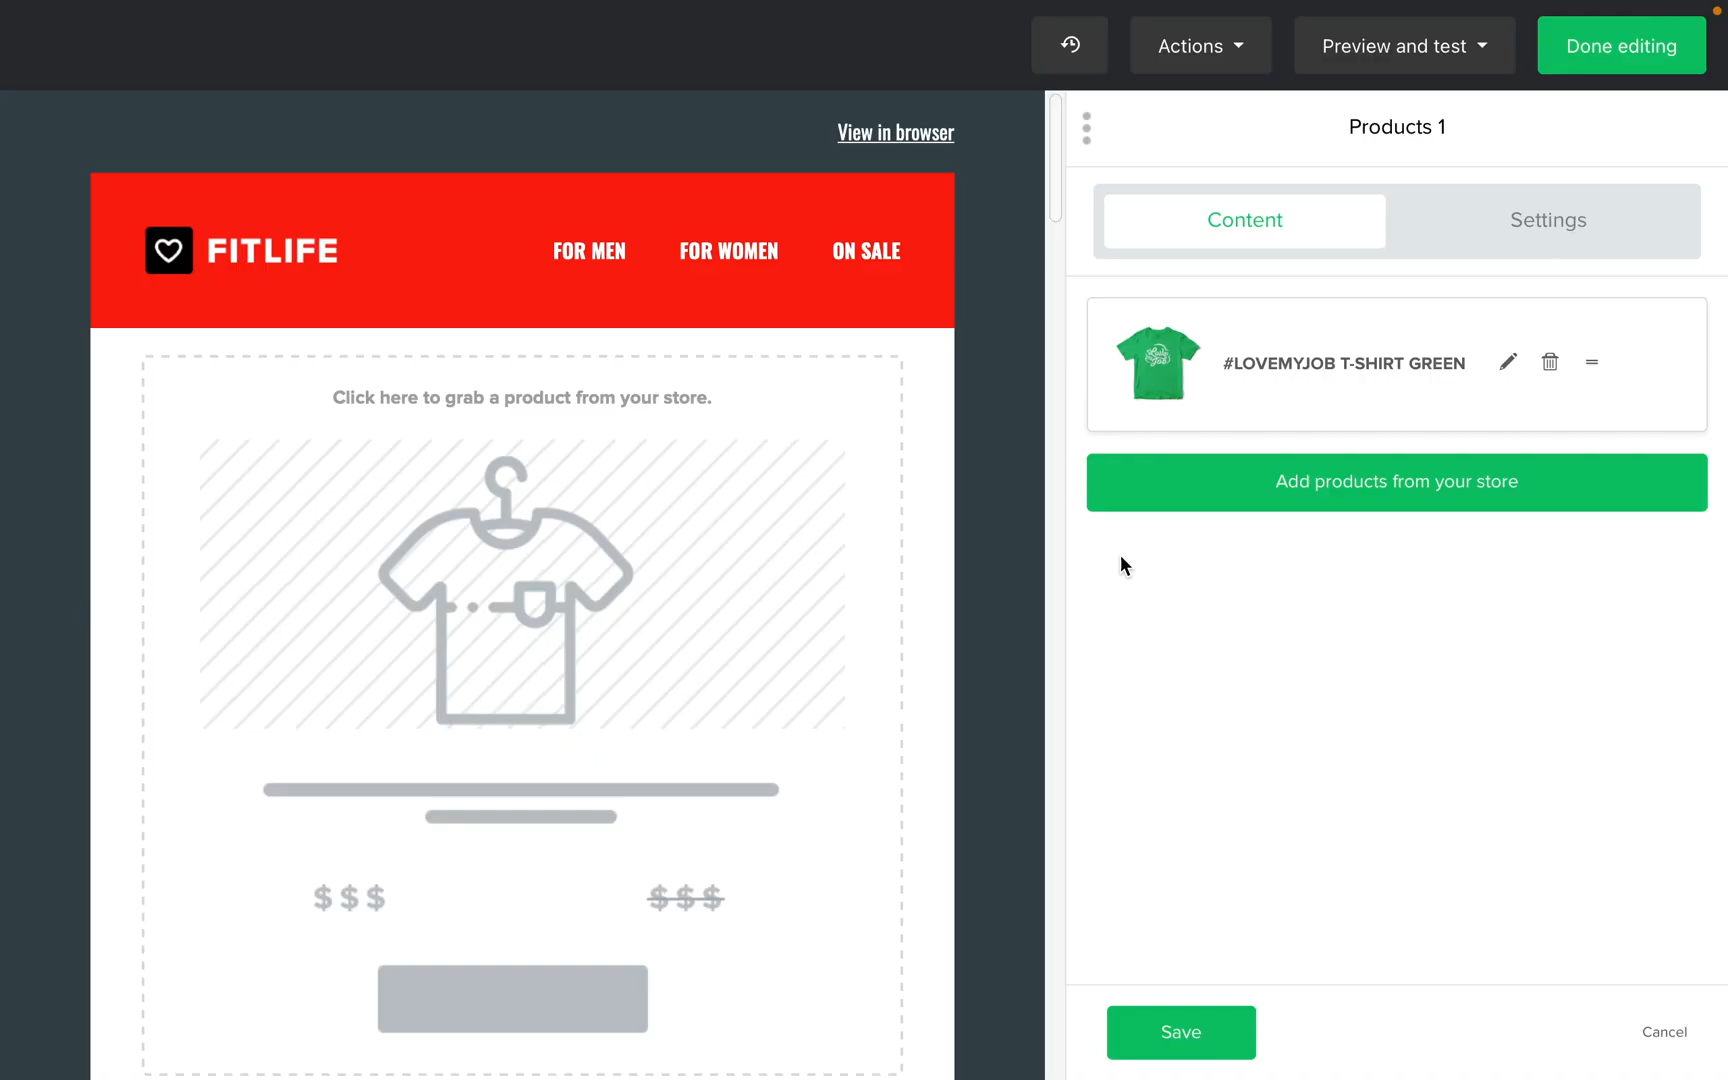 Actions
Preview and test
Done editing
View in browser
Products 1
FITLIFE
FOR MEN
FOR WOMEN
ON SALE
Content
Settings
Click here to grab a product from your store.
#LOVEMYJOB T-SHIRT GREEN
Add products from your store
$$$
$$$
Save
Cancel